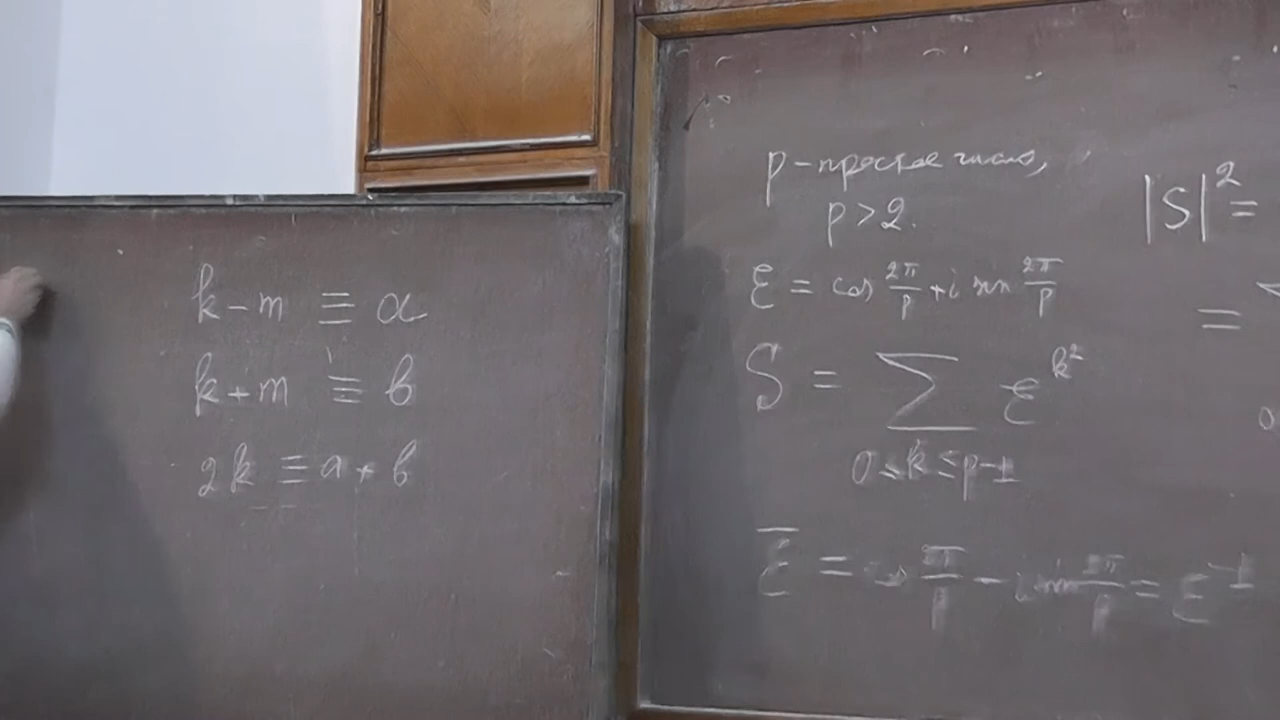 k-m ≡ a
k+m ≡ b
2k ≡ a+b
p-простое число,
p>2.
ε = cos 2π/p + i sin 2π/p
S = ∑ ε^k²
0≤k≤p-1
ε̅ = cos 2π/p - i sin 2π/p = ε^-1
|S|² =
=